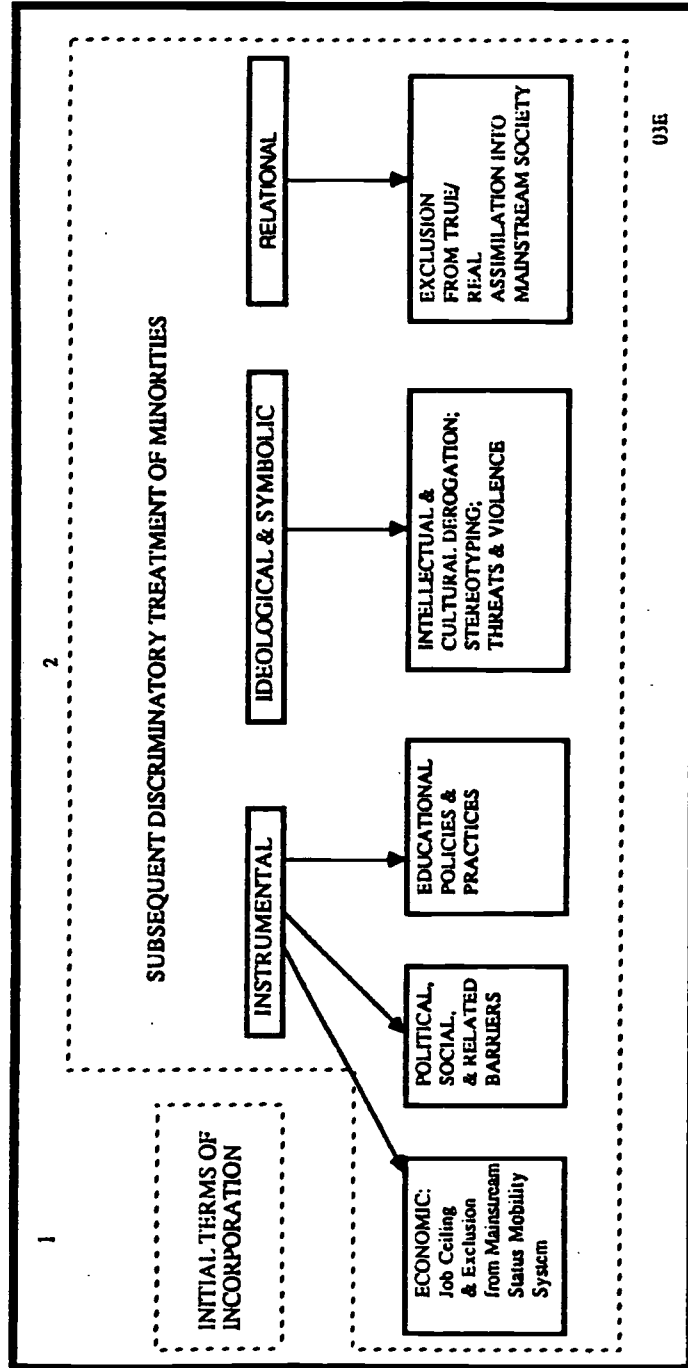 1
2
INITIAL TERMS OF
INCORPORATION
SUBSEQUENT DISCRIMINATORY TREATMENT OF MINORITIES
INSTRUMENTAL
IDEOLOGICAL & SYMBOLIC
RELATIONAL
ECONOMIC:
Job Ceiling
& Exclusion
from Mainstream
Status Mobility
System
POLITICAL,
SOCIAL,
& RELATED
BARRIERS
EDUCATIONAL
POLICIES &
PRACTICES
INTELLECTUAL &
CULTURAL DEROGATION;
STEREOTYPING;
THREATS & VIOLENCE
EXCLUSION
FROM TRUE/
REAL
ASSIMILATION INTO
MAINSTREAM SOCIETY
03E